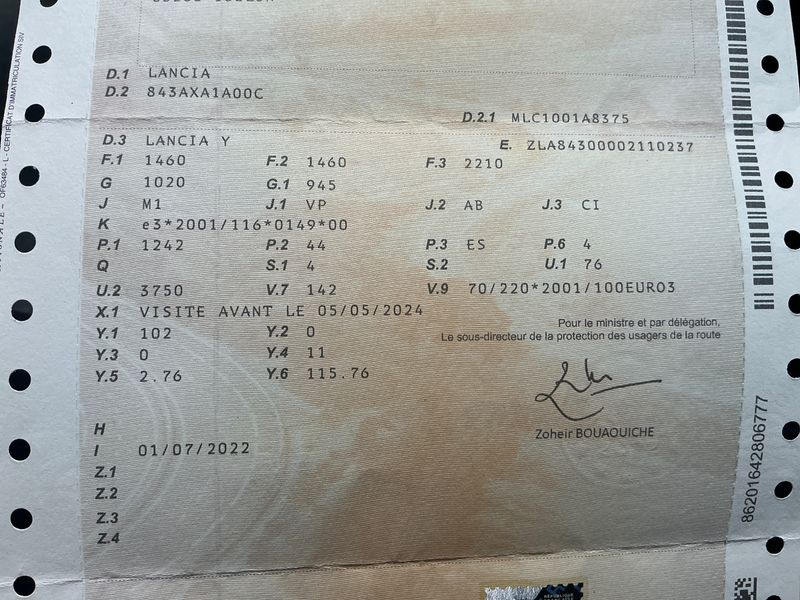 D.1 LANCIA
D.2 843AXA1A00C
D.2.1 MLC1001A8375
D.3 LANCIA Y
E. ZLA84300002110237
F.1 1460 F.2 1460 F.3 2210
G 1020 G.1 945
J M1 J.1 VP J.2 AB J.3 CI
K e3*2001/116*0149*00
P.1 1242 P.2 44 P.3 ES P.6 4
Q S.1 4 S.2 U.1 76
U.2 3750 V.7 142 V.9 70/220*2001/100EURO3
X.1 VISITE AVANT LE 05/05/2024
Y.1 102 Y.2 0
Y.3 0 Y.4 11
Y.5 2.76 Y.6 115.76
Pour le ministre et par délégation,
Le sous-directeur de la protection des usagers de la route
Zoheir BOUAOUICHE
H
I 01/07/2022
Z.1
Z.2
Z.3
Z.4
86201642806777
- L - CERTIFICAT D'IMMATRICULATION SIV